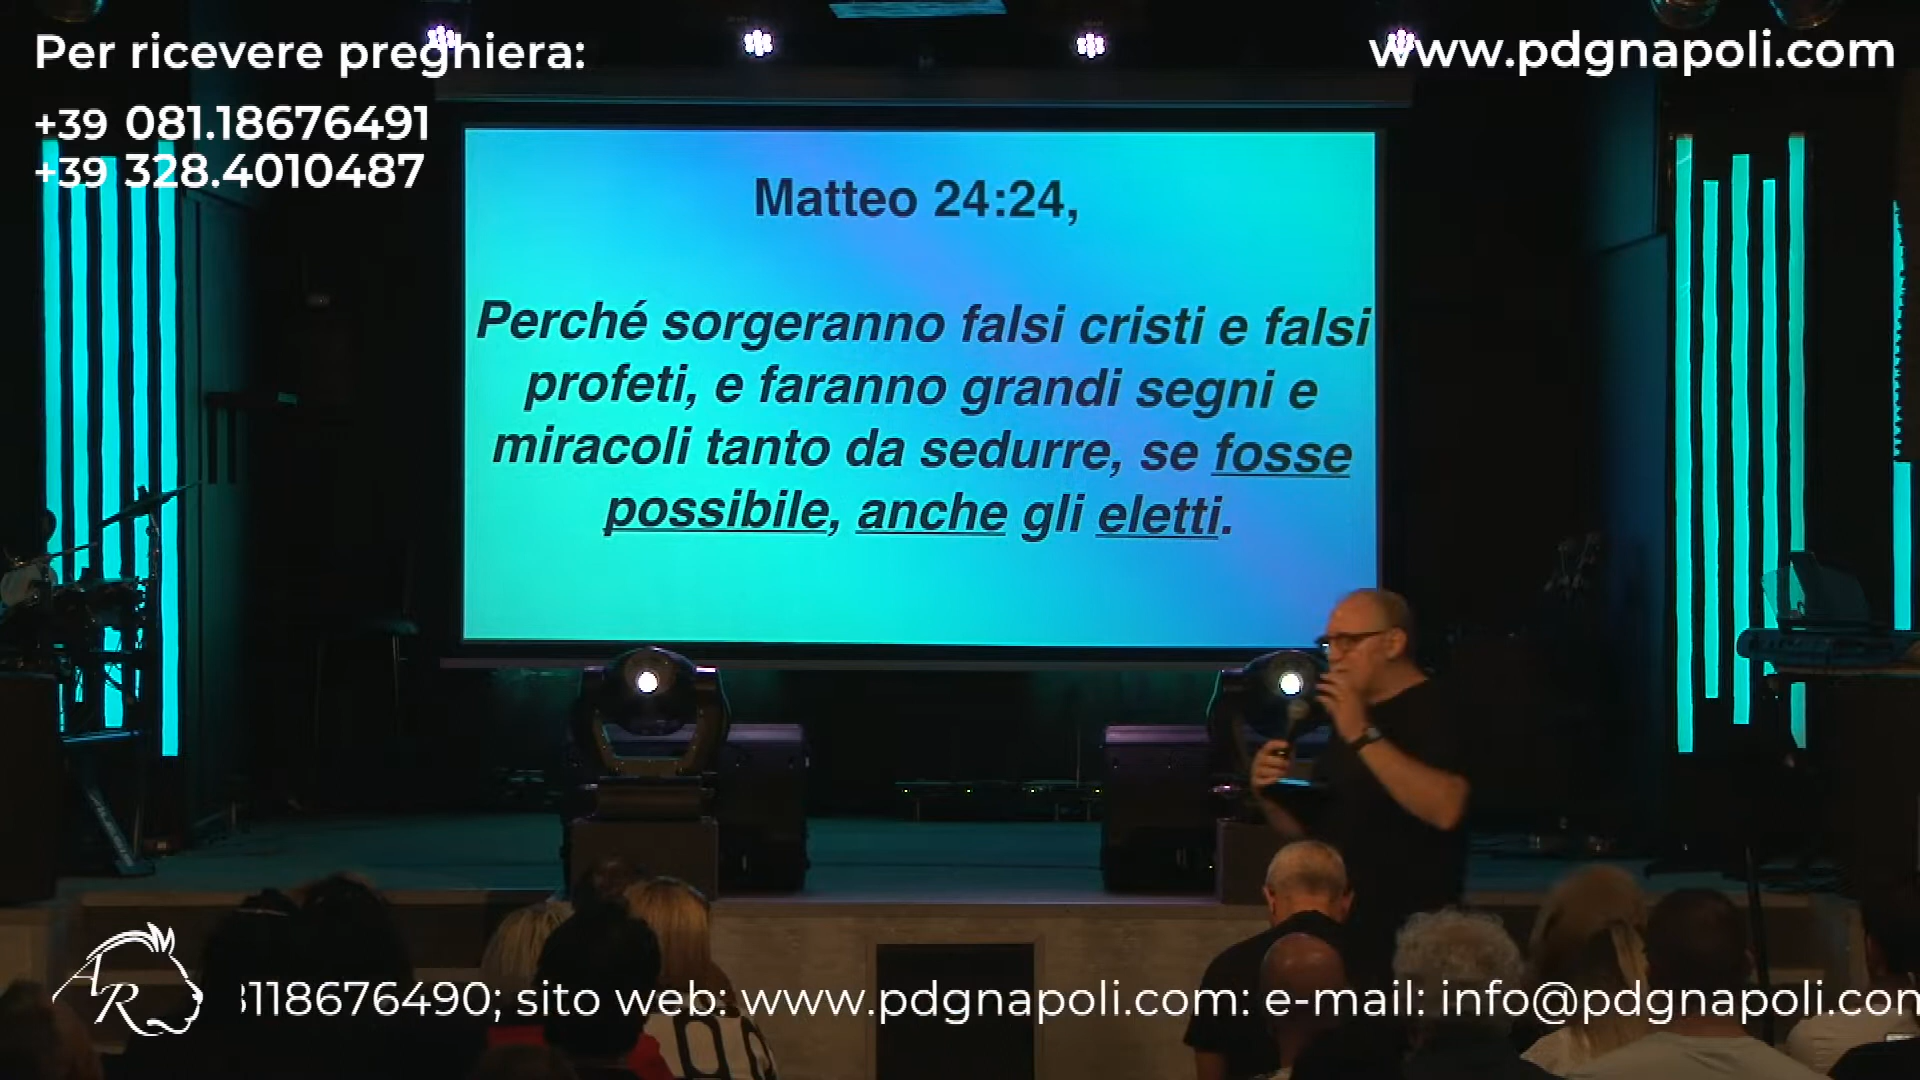 Per ricevere preghiera:
www.pdgnapoli.com
+39 081.18676491
+39 328.4010487
Matteo 24:24,
Perché sorgeranno falsi cristi e falsi
profeti, e faranno grandi segni e
miracoli tanto da sedurre, se fosse
possibile, anche gli eletti.
AR
118676490; sito web: www.pdgnapoli.com: e-mail: info@pdgnapoli.com